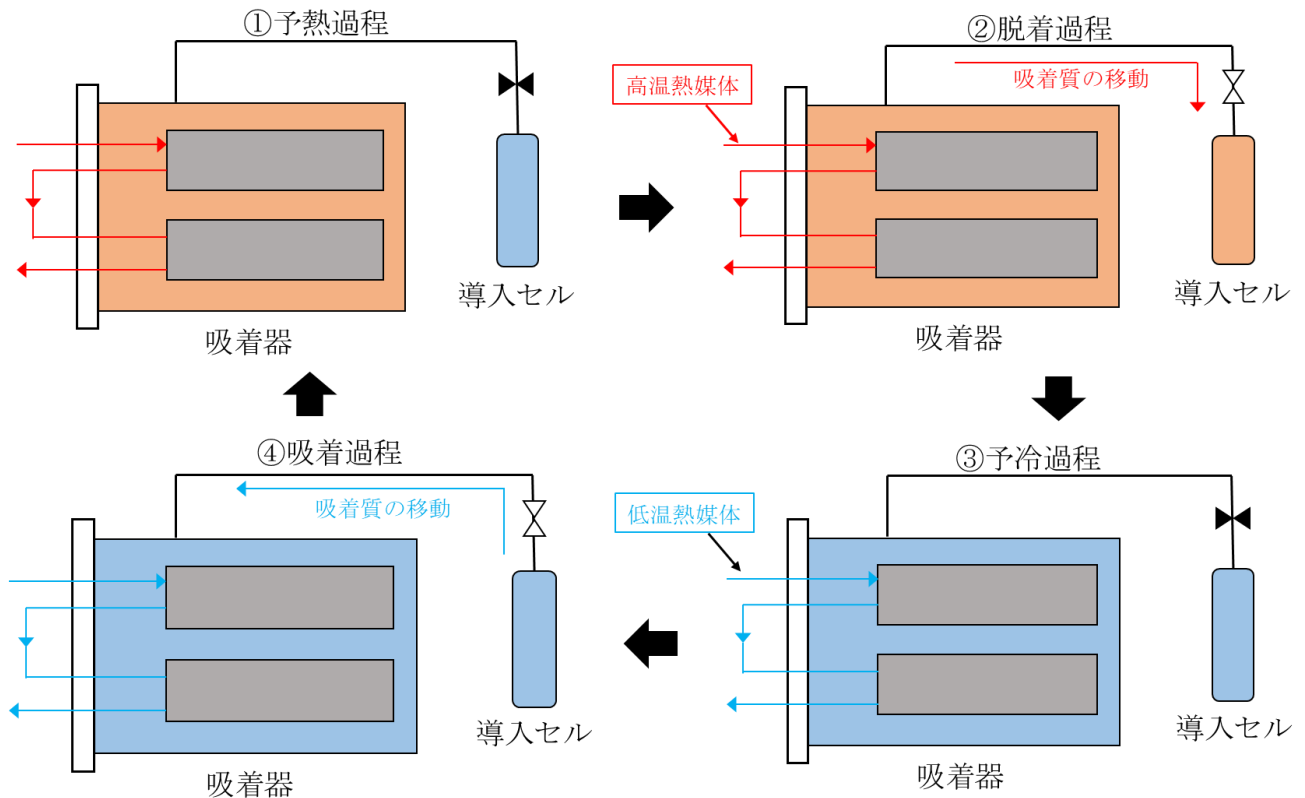 ①予熱過程
導入セル
吸着器
②脱着過程
高温熱媒体
吸着質の移動
導入セル
吸着器
④吸着過程
吸着質の移動
導入セル
吸着器
③予冷過程
低温熱媒体
導入セル
吸着器